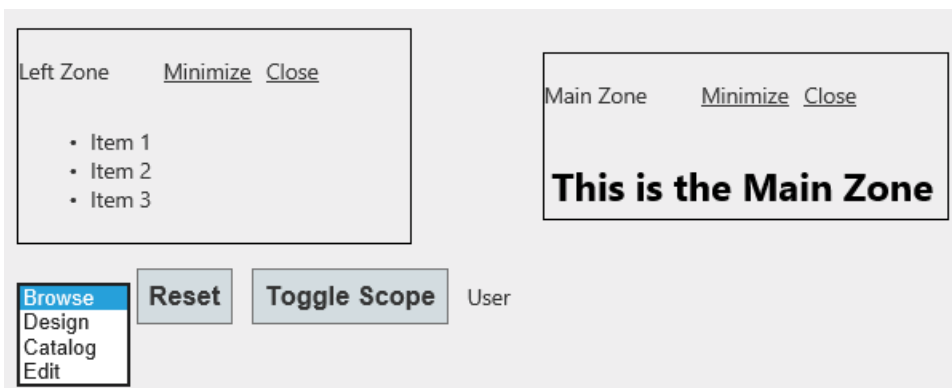 Left Zone Minimize Close
Item 1
Item 2
Item 3
Main Zone Minimize Close
This is the Main Zone
Browse
Design
Catalog
Edit
Reset
Toggle Scope
User